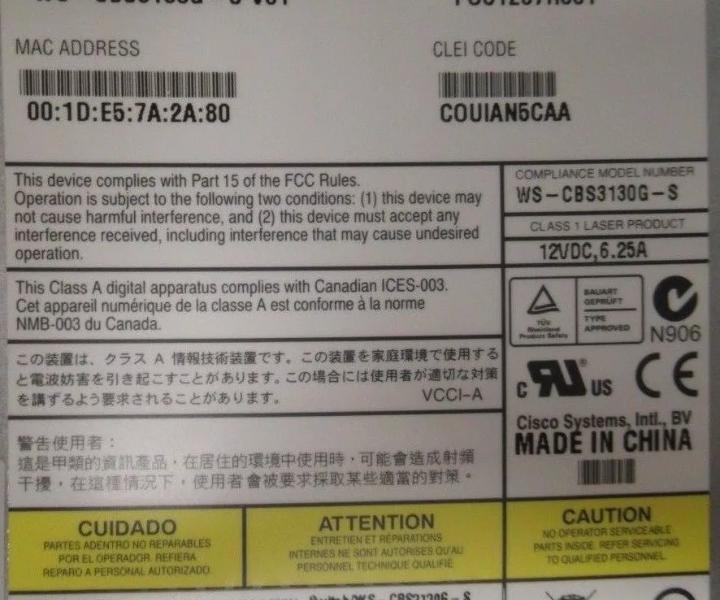 MAC ADDRESS
CLEI CODE
00:1D:E5:7A:2A:80
COUIAN5CAA
This device complies with Part 15 of the FCC Rules.
Operation is subject to the following two conditions: (1) this device may
not cause harmful interference, and (2) this device must accept any
interference received, including interference that may cause undesired
operation.
COMPLIANCE MODEL NUMBER
WS-CBS3130G-S
CLASS 1 LASER PRODUCT
12VDC,6.25A
This Class A digital apparatus complies with Canadian ICES-003.
Cet appareil numérique de la classe A est conforme à la norme
NMB-003 du Canada.
BAUART
GEPRÜFT
TÜV
Rheinland
Product Safety
TYPE
APPROVED
N906
この装置は、クラス A 情報技術装置です。この装置を家庭環境で使用する
と電波妨害を引き起こすことがあります。この場合には使用者が適切な対策
を講ずるよう要求されることがあります。
VCCI-A
C
US
CE
Cisco Systems, Intl., BV
MADE IN CHINA
警告使用者：
這是甲類的資訊產品，在居住的環境中使用時，可能會造成射頻
干擾，在這種情況下，使用者會被要求採取某些適當的對策。
CUIDADO
PARTES ADENTRO NO REPARABLES
POR EL OPERADOR. REFIERA
REPARO A PERSONAL AUTORIZADO.
ATTENTION
ENTRETIEN ET RÉPARATIONS
INTERNES NE SONT AUTORISÉS QU'AU
PERSONNEL TECHNIQUE QUALIFIÉ
CAUTION
NO OPERATOR SERVICEABLE
PARTS INSIDE. REFER SERVICING
TO QUALIFIED PERSONNEL.